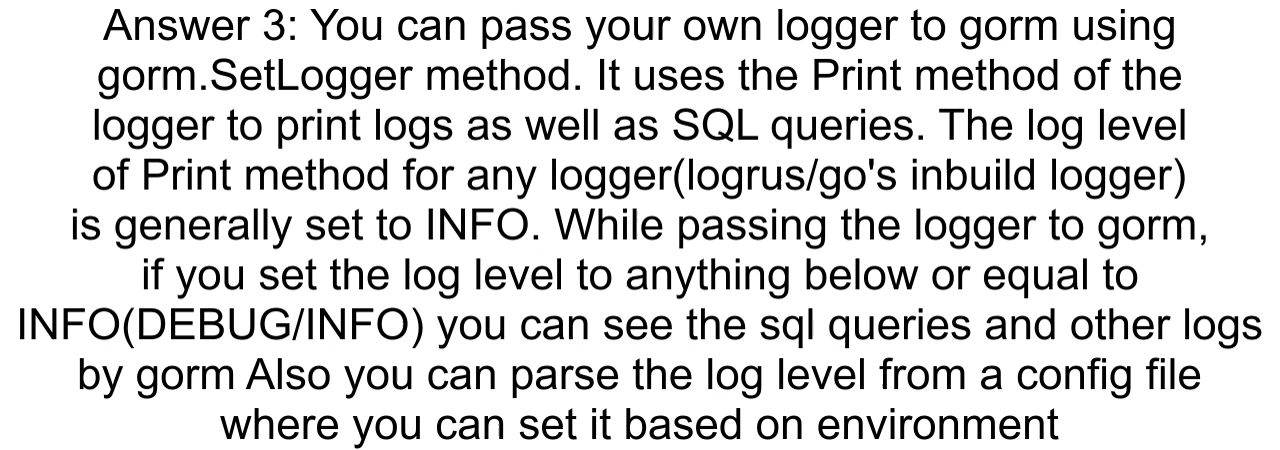 Answer 3: You can pass your own logger to gorm using
gorm.SetLogger method. It uses the Print method of the
logger to print logs as well as SQL queries. The log level
of Print method for any logger(logrus/go's inbuild logger)
is generally set to INFO. While passing the logger to gorm,
if you set the log level to anything below or equal to
INFO(DEBUG/INFO) you can see the sql queries and other logs
by gorm Also you can parse the log level from a config file
where you can set it based on environment